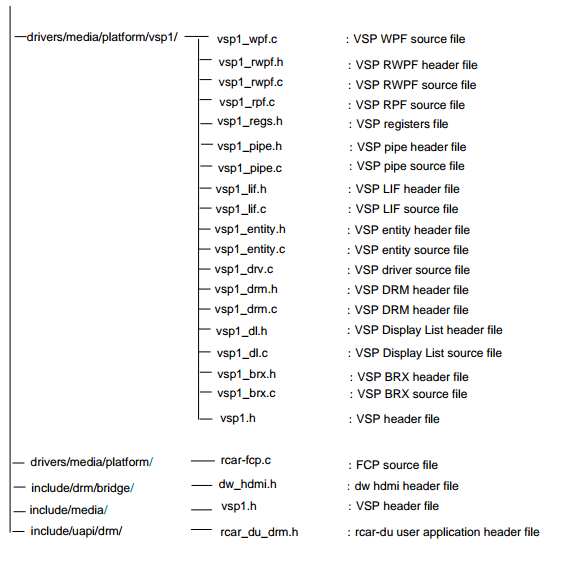 drivers/media/platform/vsp1/ vsp1_wpf.c : VSP WPF source file
vsp1_rwpf.h : VSP RWPF header file
vsp1_rwpf.c : VSP RWPF source file
vsp1_rpf.c : VSP RPF source file
vsp1_regs.h : VSP registers file
vsp1_pipe.h : VSP pipe header file
vsp1_pipe.c : VSP pipe source file
vsp1_lif.h : VSP LIF header file
vsp1_lif.c : VSP LIF source file
vsp1_entity.h : VSP entity header file
vsp1_entity.c : VSP entity source file
vsp1_drv.c : VSP driver source file
vsp1_drm.h : VSP DRM header file
vsp1_drm.c : VSP DRM header file
vsp1_dl.h : VSP Display List header file
vsp1_dl.c : VSP Display List source file
vsp1_brx.h : VSP BRX header file
vsp1_brx.c : VSP BRX source file
vsp1.h : VSP header file
drivers/media/platform/ rcar-fcp.c : FCP source file
include/drm/bridge/ dw_hdmi.h : dw hdmi header file
include/media/ vsp1.h : VSP header file
include/uapi/drm/ rcar_du_drm.h : rcar-du user application header file